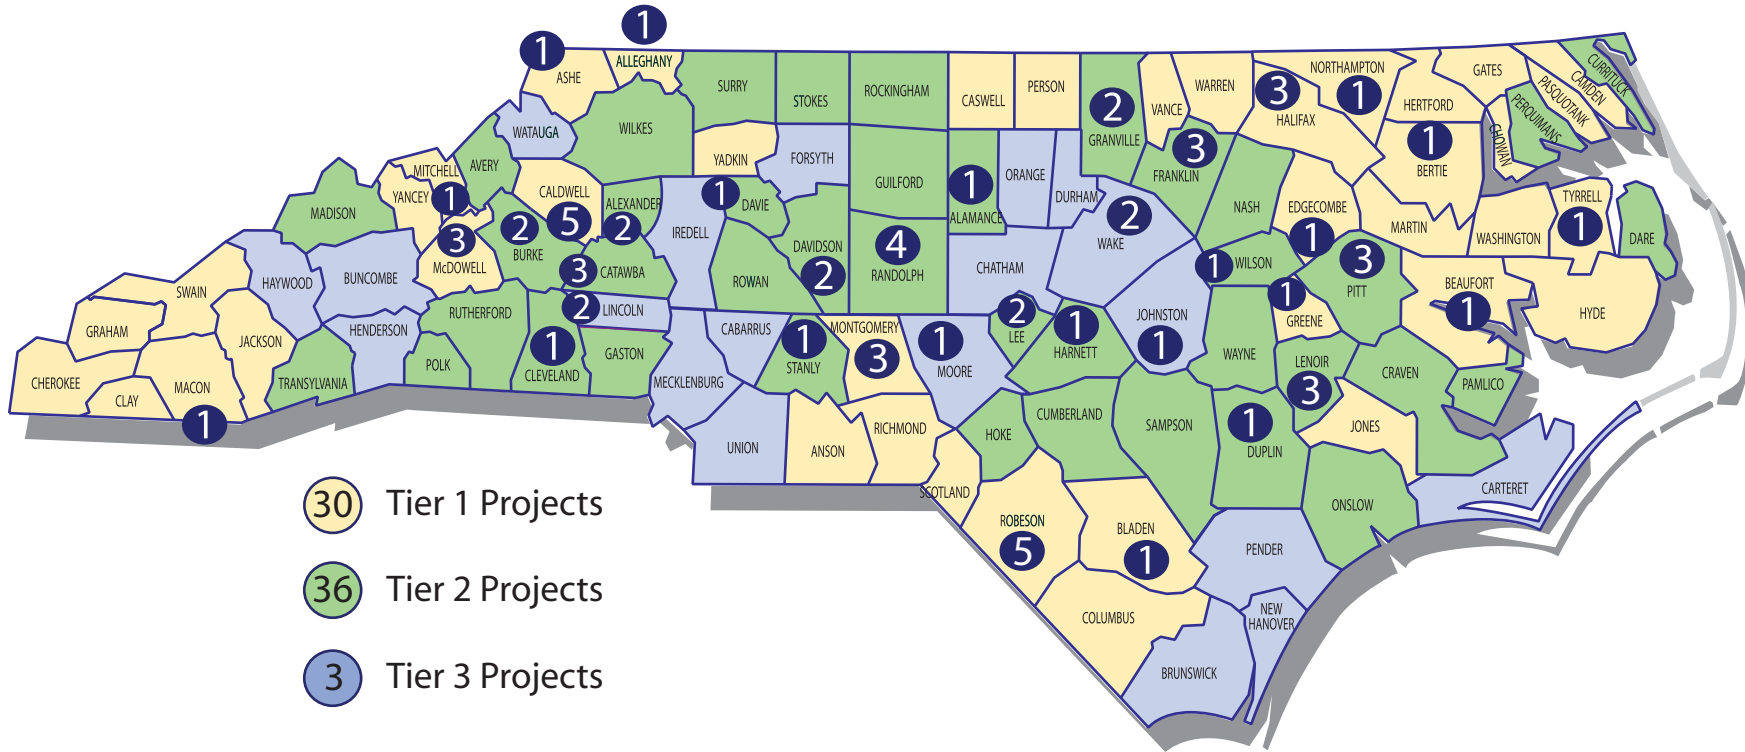 1
1
ASHE
ALLEGHANY
SURRY
STOKES
ROCKINGHAM
CASWELL
PERSON
2
GRANVILLE
VANCE
WARREN
3
HALIFAX
NORTHAMPTON
1
GATES
HERTFORD
CURRITUCK
CAMDEN
PASQUOTANK
PERQUIMANS
CHOWAN
WATAUGA
WILKES
YADKIN
FORSYTH
GUILFORD
1
ALAMANCE
ORANGE
DURHAM
3
FRANKLIN
NASH
EDGECOMBE
1
1
BERTIE
MARTIN
WASHINGTON
TYRRELL
1
DARE
MITCHELL
1
AVERY
YANCEY
MADISON
CALDWELL
5
ALEXANDER
2
2
BURKE
3
McDOWELL
3
CATAWBA
IREDELL
1
DAVIE
ROWAN
DAVIDSON
2
4
RANDOLPH
CHATHAM
2
WAKE
1
WILSON
3
PITT
BEAUFORT
1
HYDE
SWAIN
HAYWOOD
BUNCOMBE
GRAHAM
JACKSON
HENDERSON
RUTHERFORD
2
LINCOLN
CHEROKEE
CLAY
MACON
1
TRANSYLVANIA
POLK
1
CLEVELAND
GASTON
MECKLENBURG
CABARRUS
1
STANLY
MONTGOMERY
3
1
MOORE
2
LEE
1
HARNETT
JOHNSTON
1
WAYNE
1
GREENE
LENOIR
3
CRAVEN
PAMLICO
UNION
ANSON
RICHMOND
SCOTLAND
HOKE
CUMBERLAND
SAMPSON
1
DUPLIN
JONES
ONSLOW
CARTERET
ROBESON
5
BLADEN
1
PENDER
COLUMBUS
NEW
HANOVER
BRUNSWICK
30 Tier 1 Projects
36 Tier 2 Projects
3 Tier 3 Projects